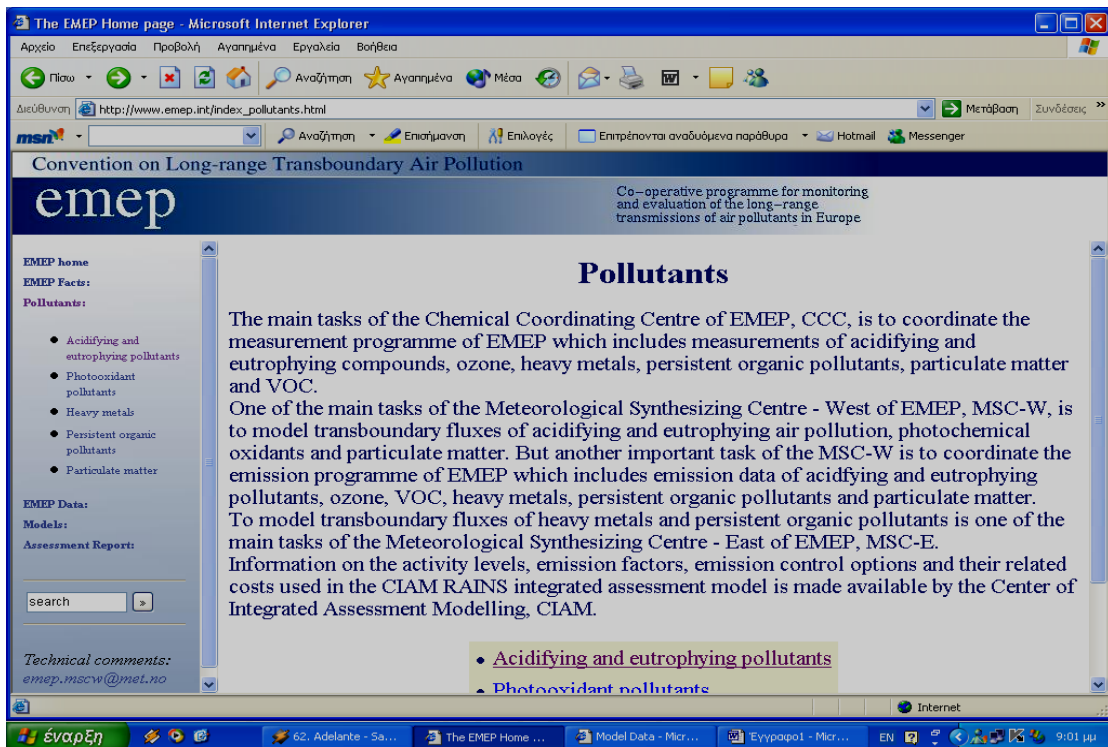 The EMEP Home page - Microsoft Internet Explorer
Αρχείο Επεξεργασία Προβολή Αγαπημένα Εργαλεία Βοήθεια
Πίσω Αναζήτηση Αγαπημένα Μέσα
Διεύθυνση http://www.emep.int/index_pollutants.html Μετάβαση Συνδέσεις »
msn Αναζήτηση Επισήμανση Επιλογές Επιτρέπονται αναδυόμενα παράθυρα Hotmail Messenger
Convention on Long-range Transboundary Air Pollution
emep
Co-operative programme for monitoring
and evaluation of the long-range
transmissions of air pollutants in Europe
EMEP home
EMEP Facts:
Pollutants:
• Acidifying and
eutrophying pollutants
• Photooxidant
pollutants
• Heavy metals
• Persistent organic
pollutants
• Particulate matter
EMEP Data:
Models:
Assessment Report:
search »
Technical comments:
emep.mscw@met.no
Pollutants
The main tasks of the Chemical Coordinating Centre of EMEP, CCC, is to coordinate the
measurement programme of EMEP which includes measurements of acidifying and
eutrophying compounds, ozone, heavy metals, persistent organic pollutants, particulate matter
and VOC.
One of the main tasks of the Meteorological Synthesizing Centre - West of EMEP, MSC-W, is
to model transboundary fluxes of acidifying and eutrophying air pollution, photochemical
oxidants and particulate matter. But another important task of the MSC-W is to coordinate the
emission programme of EMEP which includes emission data of acidfying and eutrophying
pollutants, ozone, VOC, heavy metals, persistent organic pollutants and particulate matter.
To model transboundary fluxes of heavy metals and persistent organic pollutants is one of the
main tasks of the Meteorological Synthesizing Centre - East of EMEP, MSC-E.
Information on the activity levels, emission factors, emission control options and their related
costs used in the CIAM RAINS integrated assessment model is made available by the Center of
Integrated Assessment Modelling, CIAM.
• Acidifying and eutrophying pollutants
• Photooxidant pollutants
Internet
έναρξη 62. Adelante - Sa... The EMEP Home ... Model Data - Micr... Έγγραφο1 - Micr... EN 9:01 μμ